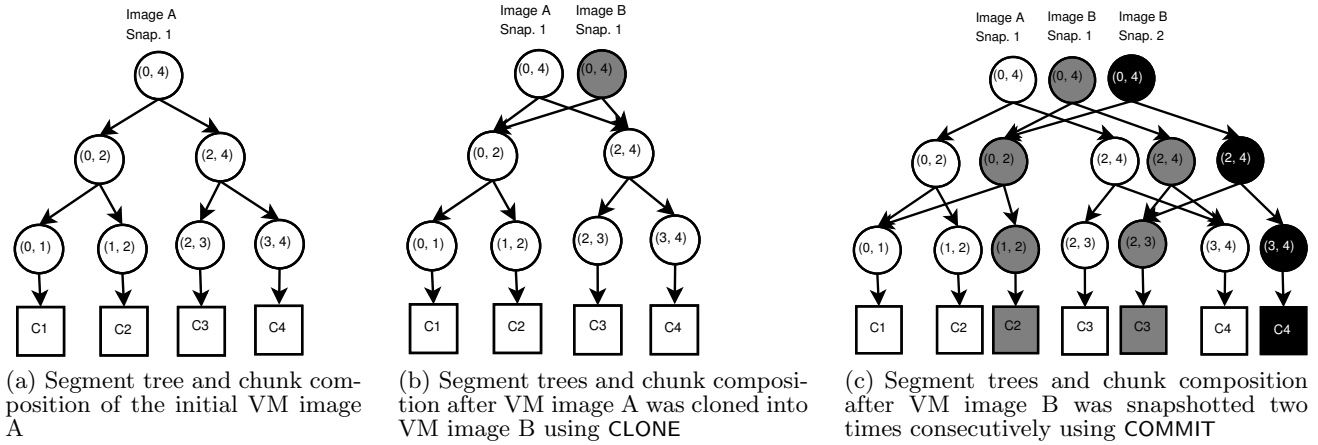 Image A
Snap. 1
(0, 4)
(0, 2)
(2, 4)
(0, 1)
(1, 2)
(2, 3)
(3, 4)
C1
C2
C3
C4
(a) Segment tree and chunk com-
position of the initial VM image
A
Image A
Snap. 1
Image B
Snap. 1
(0, 4)
(0, 4)
(0, 2)
(2, 4)
(0, 1)
(1, 2)
(2, 3)
(3, 4)
C1
C2
C3
C4
(b) Segment trees and chunk composi-
tion after VM image A was cloned into
VM image B using CLONE
Image A
Snap. 1
Image B
Snap. 1
Image B
Snap. 2
(0, 4)
(0, 4)
(0, 4)
(0, 2)
(0, 2)
(2, 4)
(2, 4)
(2, 4)
(0, 1)
(1, 2)
(1, 2)
(2, 3)
(2, 3)
(3, 4)
(3, 4)
C1
C2
C2
C3
C3
C4
C4
(c) Segment trees and chunk composition
after VM image B was snapshotted two
times consecutively using COMMIT